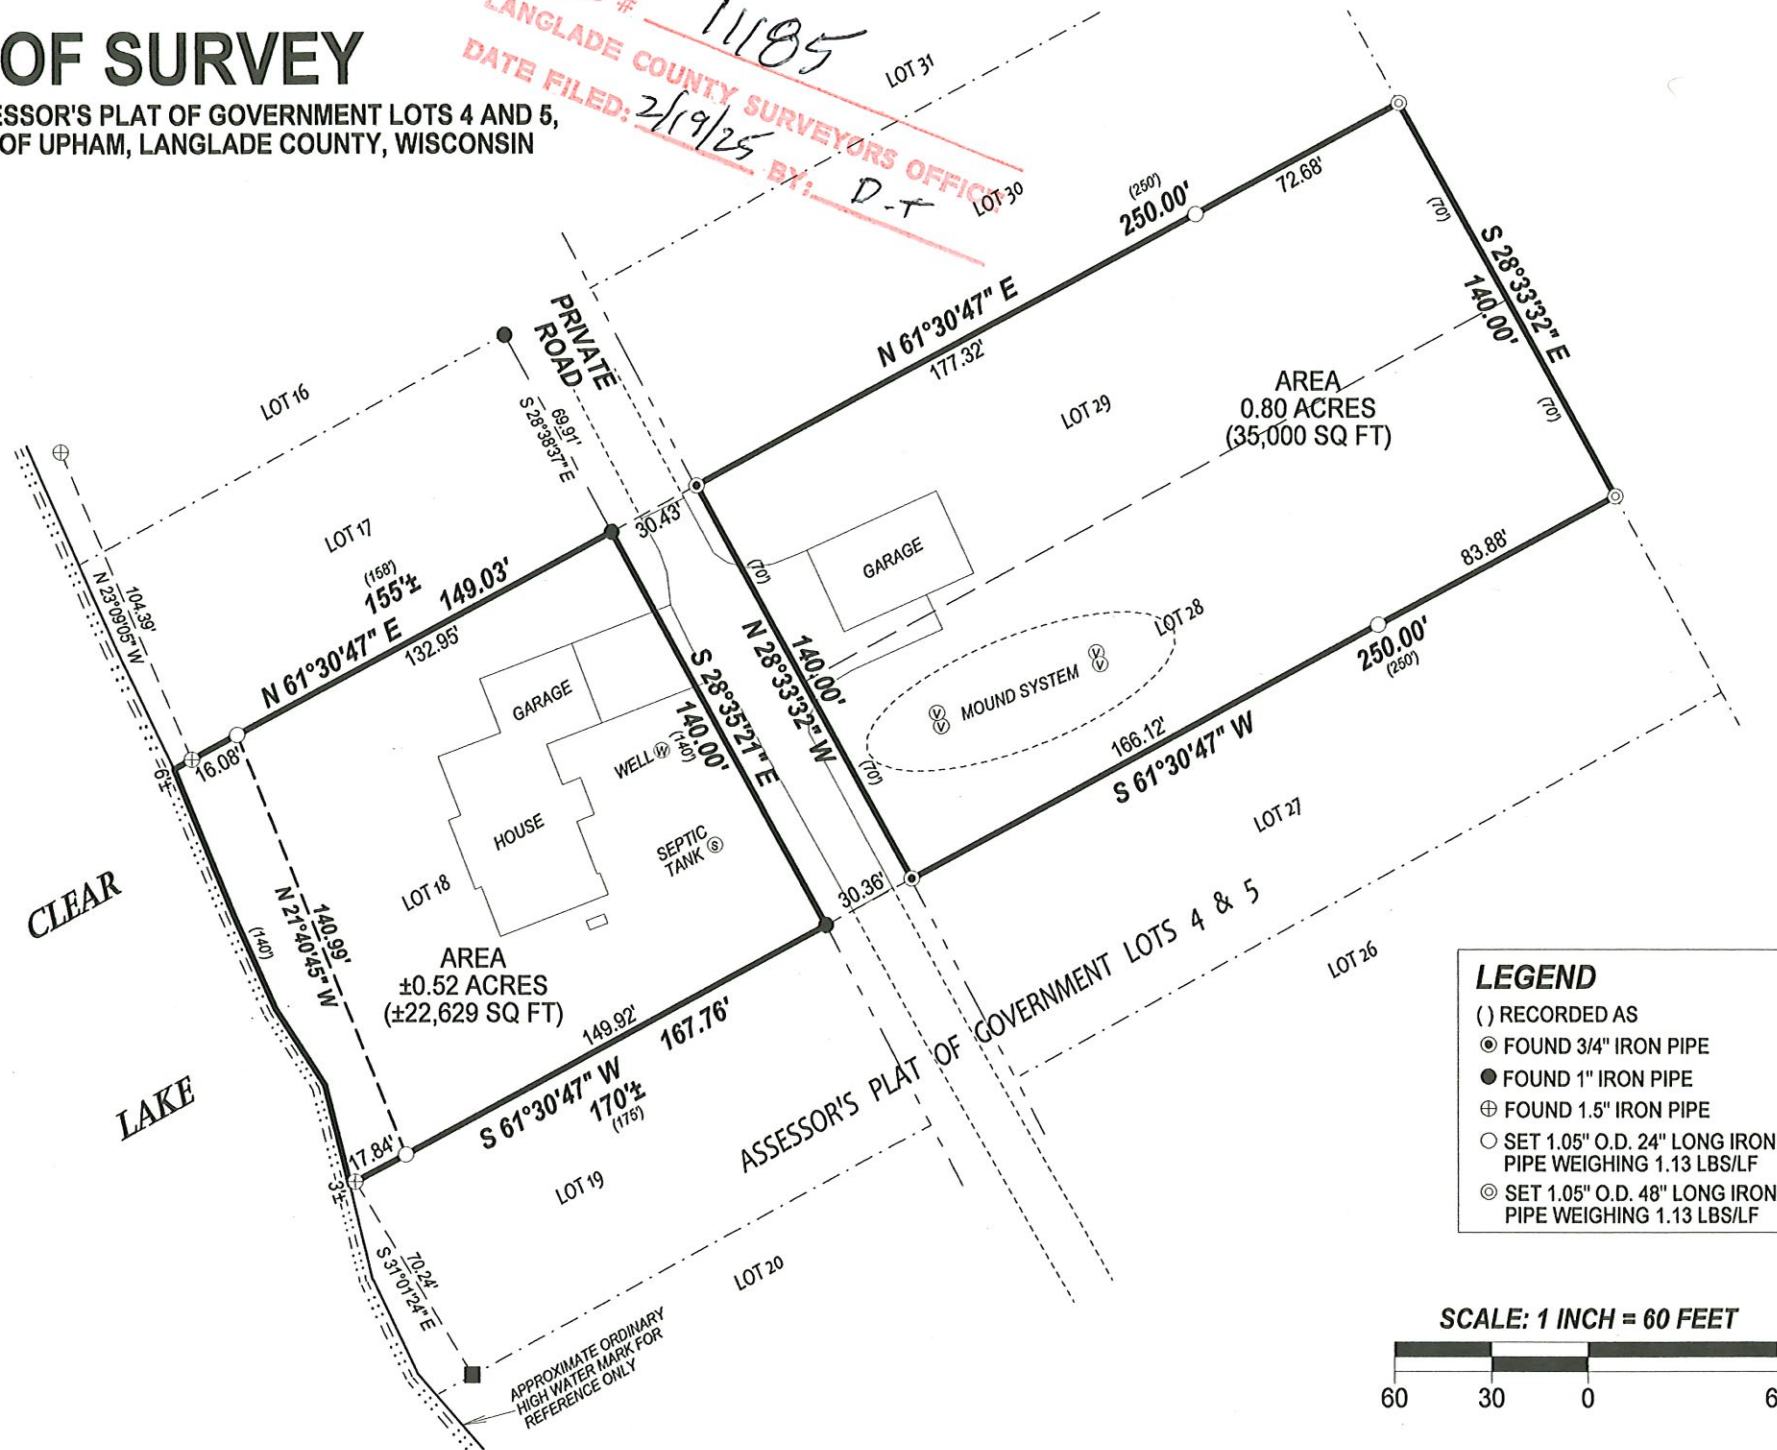 OF SURVEY
ESSOR'S PLAT OF GOVERNMENT LOTS 4 AND 5,
OF UPHAM, LANGLADE COUNTY, WISCONSIN
# 11185
LANGLADE COUNTY SURVEYORS OFFICE
DATE FILED: 2/19/25 BY: D-T
LOT 31
LOT 30
(250')
250.00'
72.68'
N 61°30'47" E
177.32'
(70')
S 28°33'32" E
140.00'
(70')
PRIVATE
ROAD
LOT 16
69.91'
S 28°38'37" E
LOT 29
AREA
0.80 ACRES
(35,000 SQ FT)
30.43'
LOT 17
(158')
155'±
149.03'
N 61°30'47" E
132.95'
104.39'
N 23°09'05" W
(70')
GARAGE
83.88'
LOT 28
250.00'
(250')
MOUND SYSTEM
V
V
V
V
140.00'
N 28°33'32" W
(70')
166.12'
S 61°30'47" W
S 28°35'21" E
140.00'
(140')
GARAGE
WELL W
HOUSE
SEPTIC
TANK S
16.08'
6'±
LOT 18
LOT 27
30.36'
CLEAR
LAKE
(140')
140.99'
N 21°40'45" W
AREA
±0.52 ACRES
(±22,629 SQ FT)
149.92'
167.76'
S 61°30'47" W
170'±
(175')
17.84'
3'±
ASSESSOR'S PLAT OF GOVERNMENT LOTS 4 & 5
LOT 26
LOT 19
LOT 20
70.24'
S 31°01'24" E
APPROXIMATE ORDINARY
HIGH WATER MARK FOR
REFERENCE ONLY
LEGEND
( ) RECORDED AS
FOUND 3/4" IRON PIPE
FOUND 1" IRON PIPE
FOUND 1.5" IRON PIPE
SET 1.05" O.D. 24" LONG IRON
PIPE WEIGHING 1.13 LBS/LF
SET 1.05" O.D. 48" LONG IRON
PIPE WEIGHING 1.13 LBS/LF
SCALE: 1 INCH = 60 FEET
60 30 0 6